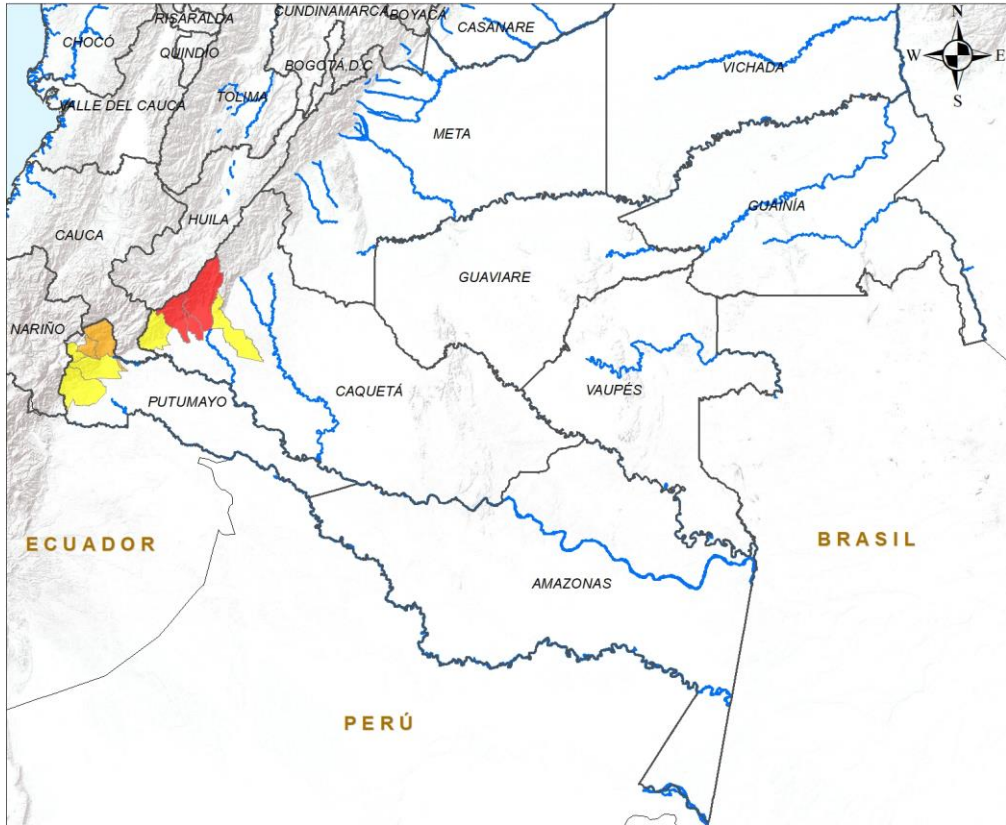 RISARALDA
CUNDINAMARCA
BOYACÁ
CASANARE
N
CHOCÓ
QUINDÍO
BOGOTÁ D.C
W
E
VICHADA
VALLE DEL CAUCA
TOLIMA
S
META
HUILA
GUAINÍA
CAUCA
GUAVIARE
NARIÑO
CAQUETÁ
VAUPÉS
PUTUMAYO
ECUADOR
BRASIL
AMAZONAS
PERÚ